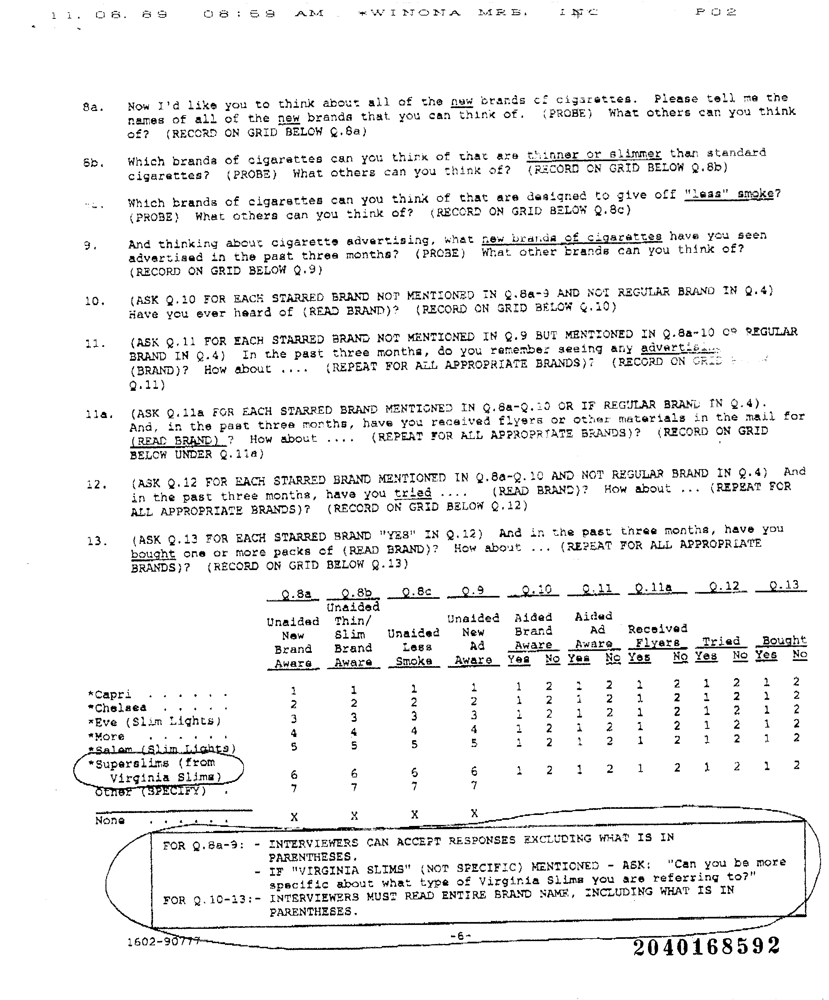 11. 08. 89 08:59 AM *WINONA MRB. INC P02
8a. Now I'd like you to think about all of the new brands of cigarettes. Please tell me the
names of all of the new brands that you can think of. (PROBE) What others can you think
of? (RECORD ON GRID BELOW Q.8a)
8b. Which brands of cigarettes can you think of that are thinner or slimmer than standard
cigarettes? (PROBE) What others can you think of? (RECORD ON GRID BELOW Q.8b)
Which brands of cigarettes can you think of that are designed to give off "less" smoke?
(PROBE) What others can you think of? (RECORD ON GRID BELOW Q.8c)
9. And thinking about cigarette advertising, what new brands of cigarettes have you seen
advertised in the past three months? (PROBE) What other brands can you think of?
(RECORD ON GRID BELOW Q.9)
10. (ASK Q.10 FOR EACH STARRED BRAND NOT MENTIONED IN Q.8a-9 AND NOT REGULAR BRAND IN Q.4)
Have you ever heard of (READ BRAND)? (RECORD ON GRID BELOW Q.10)
11. (ASK Q.11 FOR EACH STARRED BRAND NOT MENTIONED IN Q.9 BUT MENTIONED IN Q.8a-10 OR REGULAR
BRAND IN Q.4) In the past three months, do you remember seeing any advertising
(BRAND)? How about .... (REPEAT FOR ALL APPROPRIATE BRANDS)? (RECORD ON GRID
Q.11)
11a. (ASK Q.11a FOR EACH STARRED BRAND MENTIONED IN Q.8a-Q.10 OR IF REGULAR BRAND IN Q.4).
And, in the past three months, have you received flyers or other materials in the mail for
(READ BRAND) ? How about .... (REPEAT FOR ALL APPROPRIATE BRANDS)? (RECORD ON GRID
BELOW UNDER Q.11a)
12. (ASK Q.12 FOR EACH STARRED BRAND MENTIONED IN Q.8a-Q.10 AND NOT REGULAR BRAND IN Q.4) And
in the past three months, have you tried .... (READ BRAND)? How about ... (REPEAT FOR
ALL APPROPRIATE BRANDS)? (RECORD ON GRID BELOW Q.12)
13. (ASK Q.13 FOR EACH STARRED BRAND "YES" IN Q.12) And in the past three months, have you
bought one or more packs of (READ BRAND)? How about ... (REPEAT FOR ALL APPROPRIATE
BRANDS)? (RECORD ON GRID BELOW Q.13)
Q.8a Q.8b Q.8c Q.9 Q.10 Q.11 Q.11a Q.12 Q.13
Unaided
Unaided Thin/ Unaided Aided Aided
New Slim Unaided New Brand Ad Received
Brand Brand Less Ad Aware Aware Flyers Tried Bought
Aware Aware Smoke Aware Yes No Yes No Yes No Yes No Yes No
*Capri . . . . . . 1 1 1 1 1 2 1 2 1 2 1 2 1 2
*Chelsea . . . . . 2 2 2 2 1 2 1 2 1 2 1 2 1 2
*Eve (Slim Lights) 3 3 3 3 1 2 1 2 1 2 1 2 1 2
*More . . . . . . 4 4 4 4 1 2 1 2 1 2 1 2 1 2
*Salem (Slim Lights) 5 5 5 5 1 2 1 2 1 2 1 2 1 2
*Superslims (from
Virginia Slims) 6 6 6 6 1 2 1 2 1 2 1 2 1 2
Other (SPECIFY) . 7 7 7 7
None . . . . . . X X X X
FOR Q.8a-9: - INTERVIEWERS CAN ACCEPT RESPONSES EXCLUDING WHAT IS IN
PARENTHESES.
- IF "VIRGINIA SLIMS" (NOT SPECIFIC) MENTIONED - ASK: "Can you be more
specific about what type of Virginia Slims you are referring to?"
FOR Q.10-13:- INTERVIEWERS MUST READ ENTIRE BRAND NAME, INCLUDING WHAT IS IN
PARENTHESES.
1602-90777 -6- 2040168592